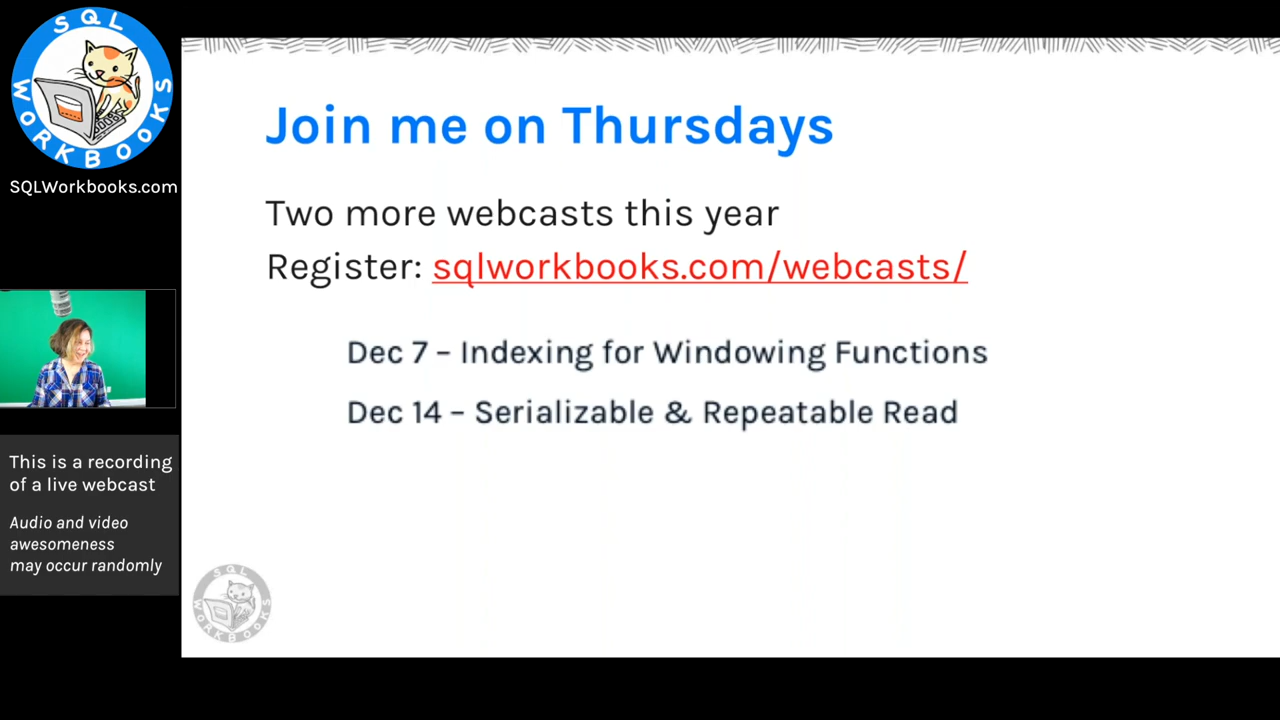 SQL WORKBOOKS
SQLWorkbooks.com
Join me on Thursdays
Two more webcasts this year
Register: sqlworkbooks.com/webcasts/
Dec 7 – Indexing for Windowing Functions
Dec 14 – Serializable & Repeatable Read
This is a recording
of a live webcast
Audio and video
awesomeness
may occur randomly
SQL WORKBOOKS